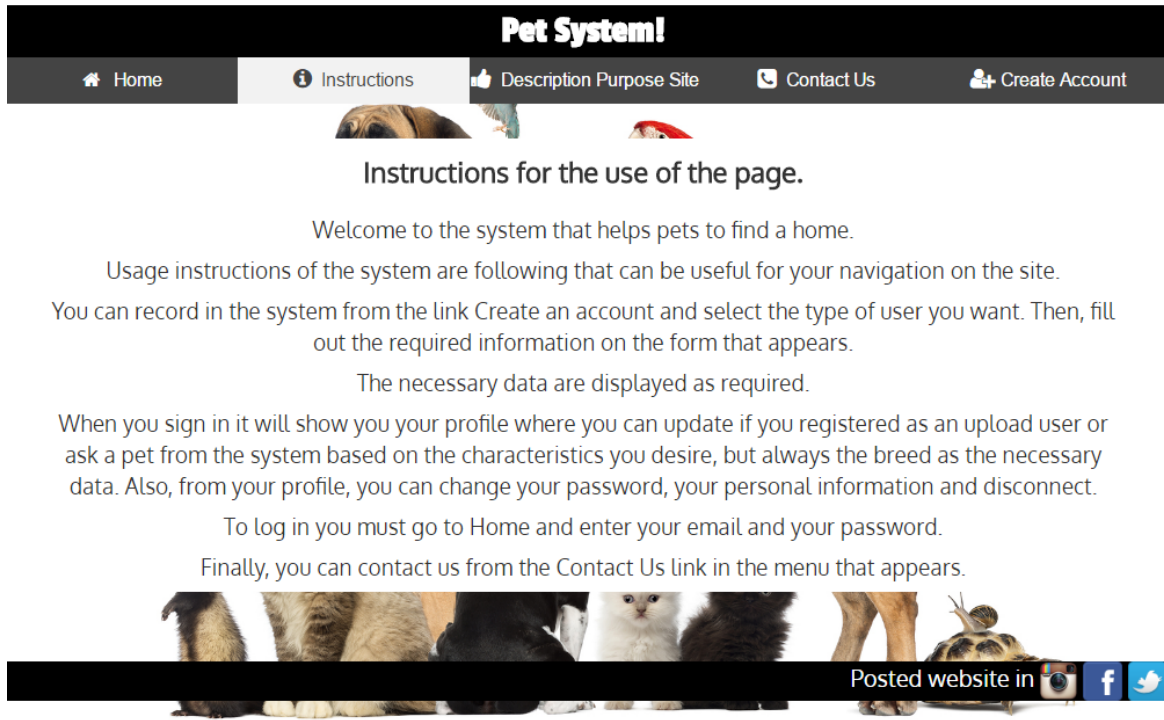 Pet System!
Home Instructions Description Purpose Site Contact Us Create Account
Instructions for the use of the page.
Welcome to the system that helps pets to find a home.
Usage instructions of the system are following that can be useful for your navigation on the site.
You can record in the system from the link Create an account and select the type of user you want. Then, fill
out the required information on the form that appears.
The necessary data are displayed as required.
When you sign in it will show you your profile where you can update if you registered as an upload user or
ask a pet from the system based on the characteristics you desire, but always the breed as the necessary
data. Also, from your profile, you can change your password, your personal information and disconnect.
To log in you must go to Home and enter your email and your password.
Finally, you can contact us from the Contact Us link in the menu that appears.
Posted website in